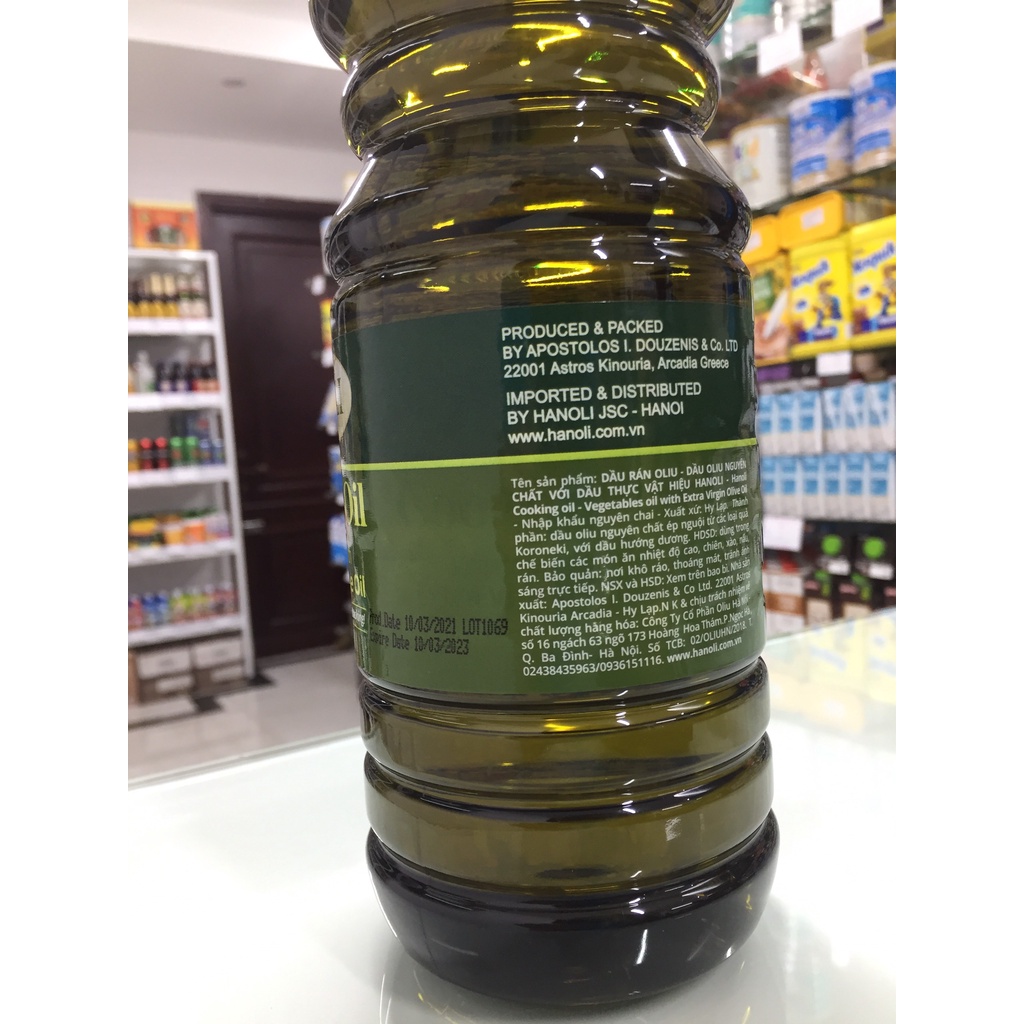 PRODUCED & PACKED
BY APOSTOLOS I. DOUZENIS & Co. LTD
22001 Astros Kinouria, Arcadia Greece
IMPORTED & DISTRIBUTED
BY HANOLI JSC - HANOI
www.hanoli.com.vn
Tên sản phẩm: DẦU RÁN OLIU - DẦU OLIU NGUYÊN
CHẤT VỚI DẦU THỰC VẬT HIỆU HANOLI - Hanoli
Cooking oil - Vegetables oil with Extra Virgin Olive Oil
- Nhập khẩu nguyên chai - Xuất xứ: Hy Lạp. Thành
phần: dầu oliu nguyên chất ép nguội từ các loại quả
Koroneki, với dầu hướng dương. HDSD: dùng trong
chế biến các món ăn nhiệt độ cao, chiên, xào, nấu,
rán. Bảo quản: nơi khô ráo, thoáng mát, tránh ánh
sáng trực tiếp. NSX và HSD: Xem trên bao bì. Nhà sản
xuất: Apostolos I. Douzenis & Co Ltd. 22001 Astros
Kinouria Arcadia - Hy Lạp.N K & chịu trách nhiệm về
chất lượng hàng hóa: Công Ty Cổ Phần Oliu Hà Nội,
số 16 ngách 63 ngõ 173 Hoàng Hoa Thám.P.Ngọc Hà,
Q. Ba Đình- Hà Nội. Số TCB: 02/OLIUHN/2018. T.
02438435963/0936151116. www.hanoli.com.vn
Oil
Oil
Prod.Date 10/03/2021 LOT1069
Expire Date 10/03/2023